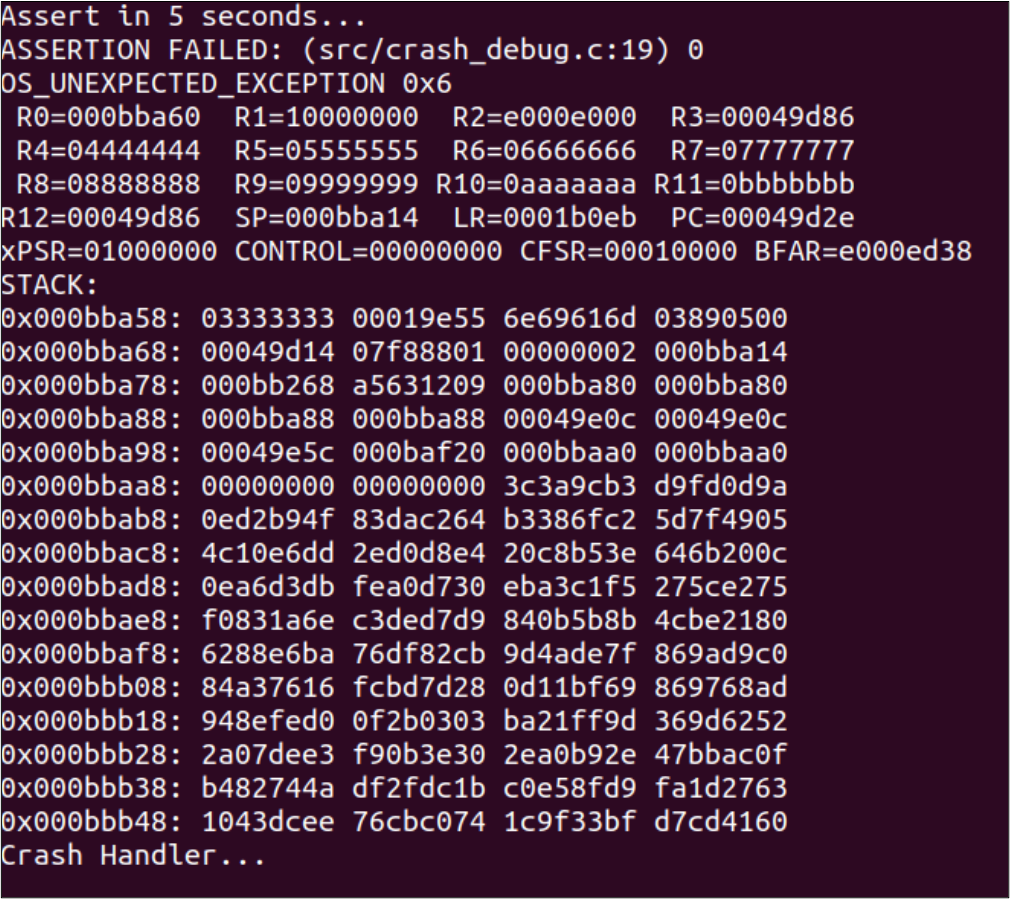 Assert in 5 seconds...
ASSERTION FAILED: (src/crash_debug.c:19) 0
OS_UNEXPECTED_EXCEPTION 0x6
 R0=000bba60  R1=10000000  R2=e000e000  R3=00049d86
 R4=04444444  R5=05555555  R6=06666666  R7=07777777
 R8=08888888  R9=09999999 R10=0aaaaaaa R11=0bbbbbbb
R12=00049d86  SP=000bba14  LR=0001b0eb  PC=00049d2e
xPSR=01000000 CONTROL=00000000 CFSR=00010000 BFAR=e000ed38
STACK:
0x000bba58: 03333333 00019e55 6e69616d 03890500
0x000bba68: 00049d14 07f88801 00000002 000bba14
0x000bba78: 000bb268 a5631209 000bba80 000bba80
0x000bba88: 000bba88 000bba88 00049e0c 00049e0c
0x000bba98: 00049e5c 000baf20 000bbaa0 000bbaa0
0x000bbaa8: 00000000 00000000 3c3a9cb3 d9fd0d9a
0x000bbab8: 0ed2b94f 83dac264 b3386fc2 5d7f4905
0x000bbac8: 4c10e6dd 2ed0d8e4 20c8b53e 646b200c
0x000bbad8: 0ea6d3db fea0d730 eba3c1f5 275ce275
0x000bbae8: f0831a6e c3ded7d9 840b5b8b 4cbe2180
0x000bbaf8: 6288e6ba 76df82cb 9d4ade7f 869ad9c0
0x000bbb08: 84a37616 fcbd7d28 0d11bf69 869768ad
0x000bbb18: 948efed0 0f2b0303 ba21ff9d 369d6252
0x000bbb28: 2a07dee3 f90b3e30 2ea0b92e 47bbac0f
0x000bbb38: b482744a df2fdc1b c0e58fd9 fa1d2763
0x000bbb48: 1043dcee 76cbc074 1c9f33bf d7cd4160
Crash Handler...